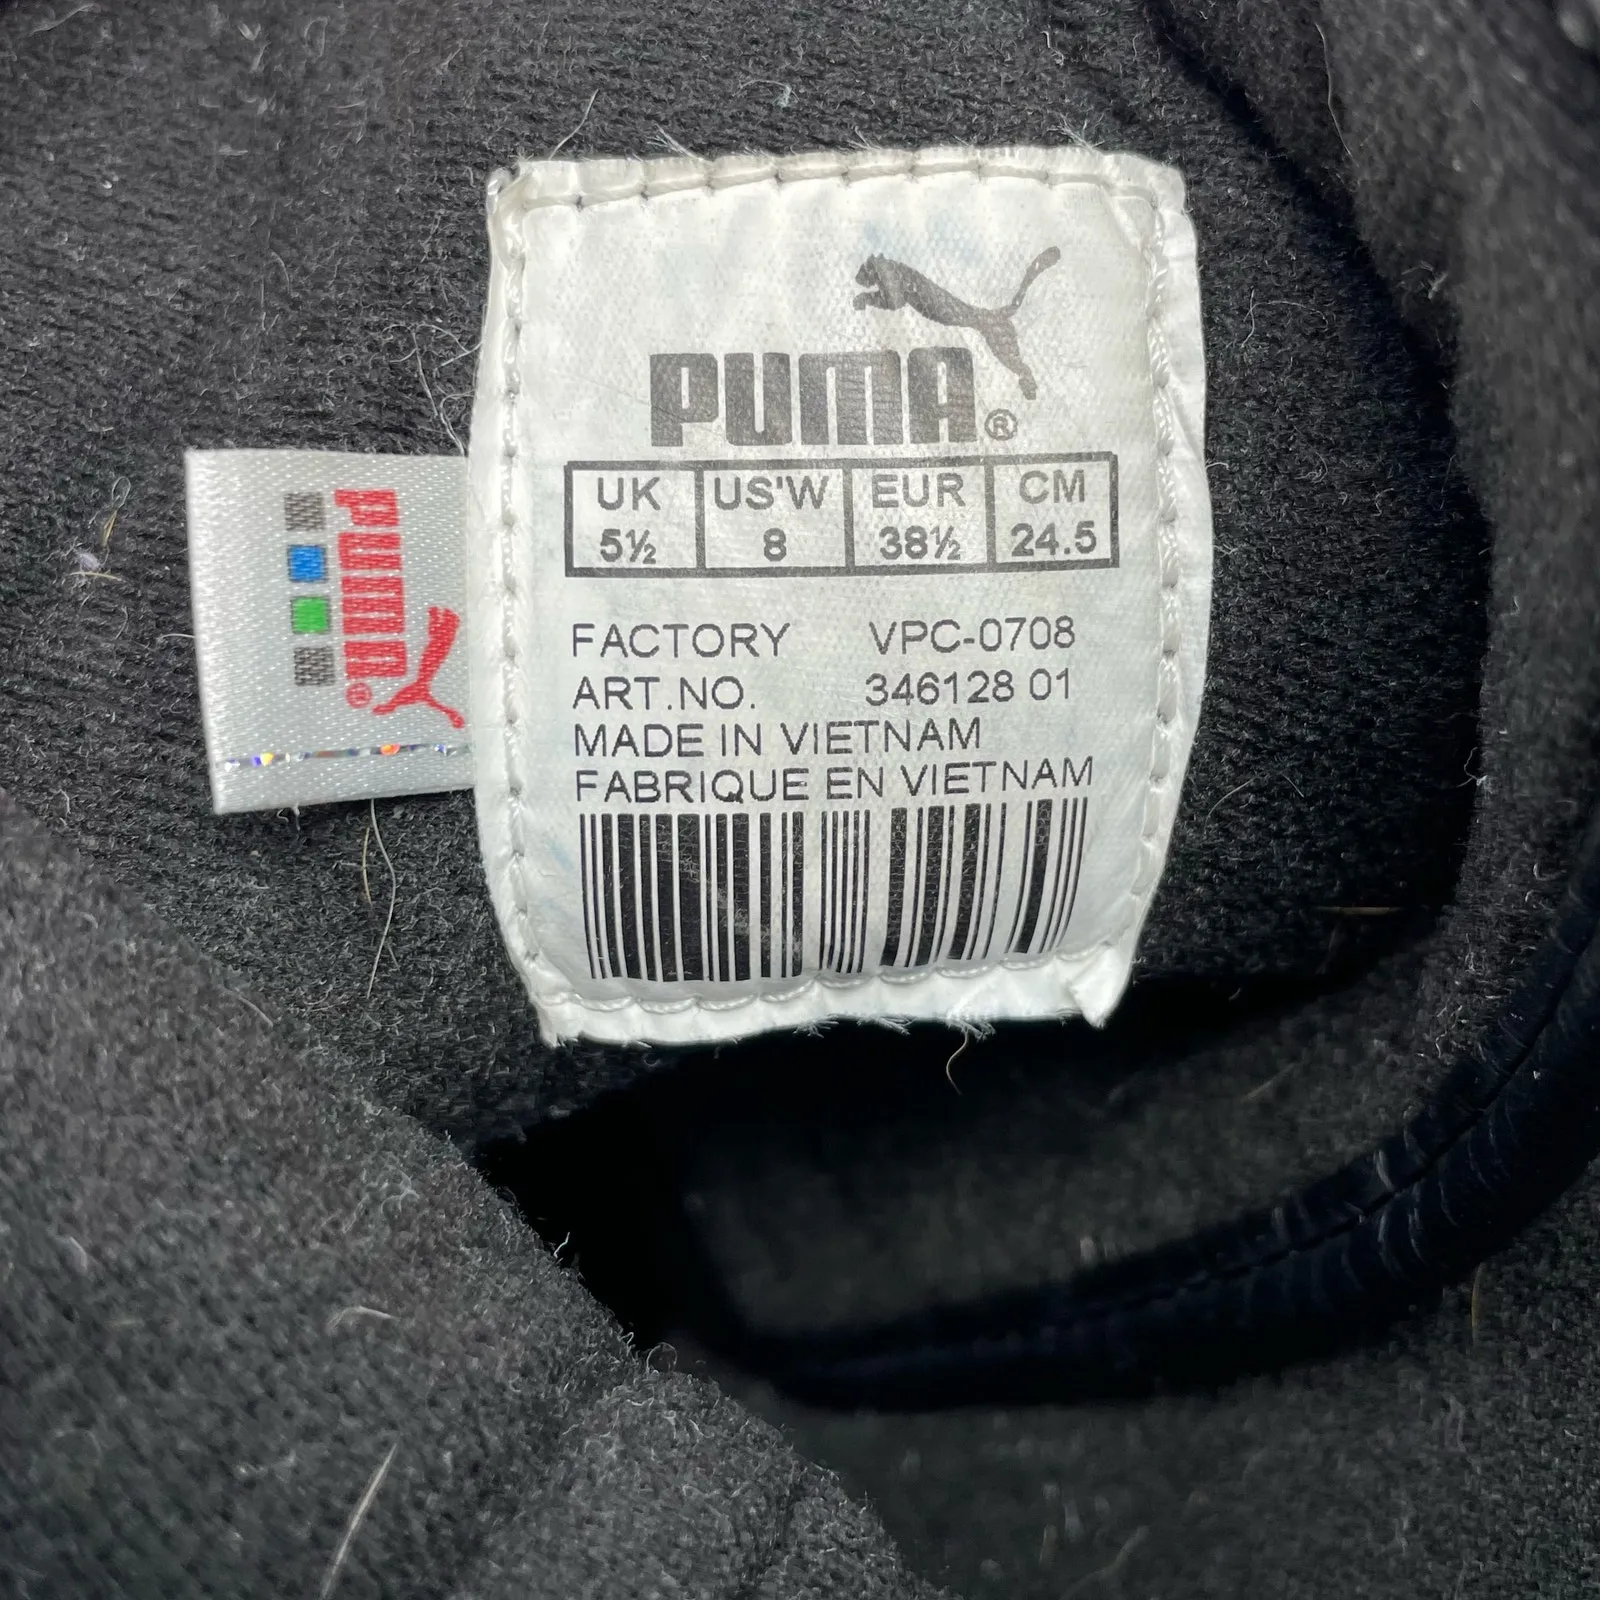 PUMA®
UK US'W EUR CM
5½ 8 38½ 24.5
FACTORY VPC-0708
ART.NO. 346128 01
MADE IN VIETNAM
FABRIQUE EN VIETNAM
PUMA®